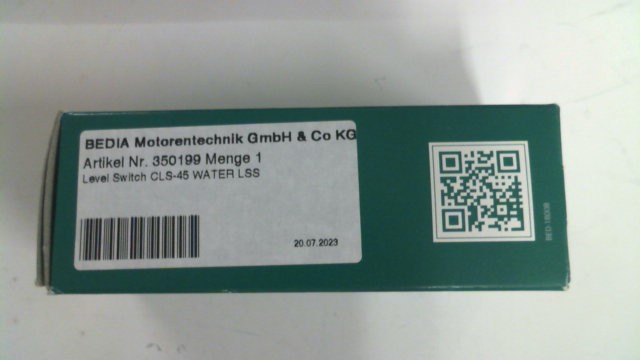 BEDIA Motorentechnik GmbH & Co KG
Artikel Nr. 350199 Menge 1
Level Switch CLS-45 WATER LSS
20.07.2023